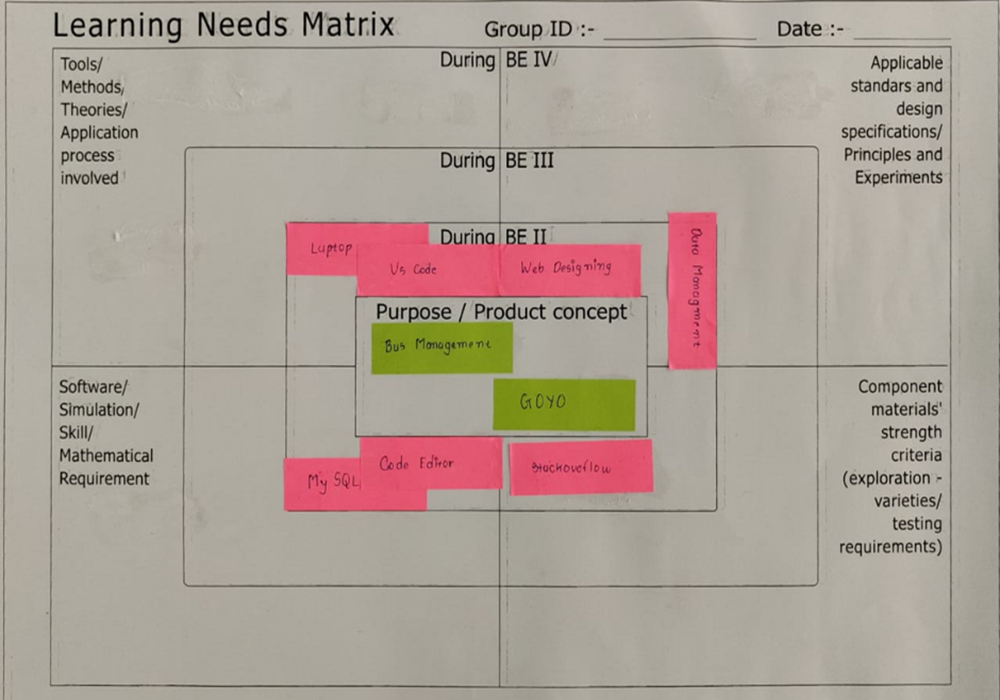 Learning Needs Matrix
Group ID :-
Date :-
Tools/
Methods,
Theories/
Application
process
involved
During BE IV
Applicable
standars and
design
specifications/
Principles and
Experiments
During BE III
During BE II
Laptop
Vs Code
Web Designing
Data Managment
Purpose / Product concept
Bus Management
GOYO
Software/
Simulation/
Skill/
Mathematical
Requirement
Component
materials'
strength
criteria
(exploration -
varieties/
testing
requirements)
My SQL
Code Editor
Stackoveflow